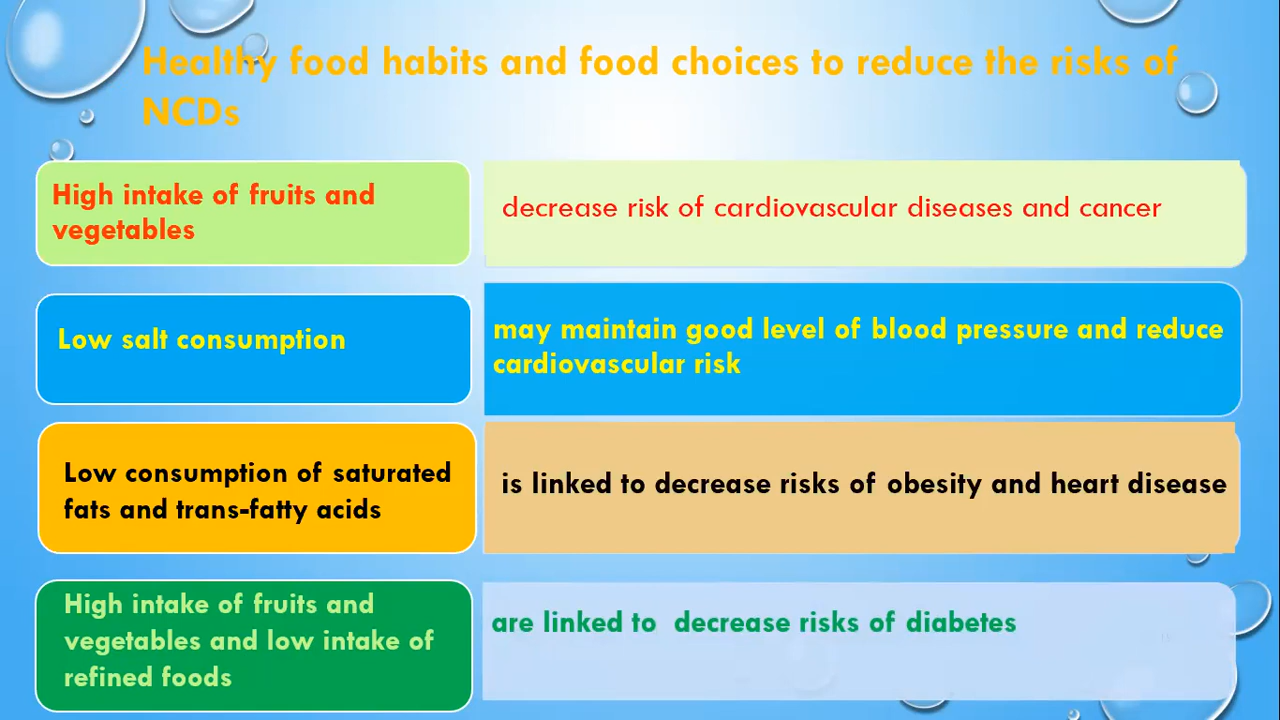 Healthy food habits and food choices to reduce the risks of
NCDs
High intake of fruits and
vegetables
decrease risk of cardiovascular diseases and cancer
Low salt consumption
may maintain good level of blood pressure and reduce
cardiovascular risk
Low consumption of saturated
fats and trans-fatty acids
is linked to decrease risks of obesity and heart disease
High intake of fruits and
vegetables and low intake of
refined foods
are linked to decrease risks of diabetes